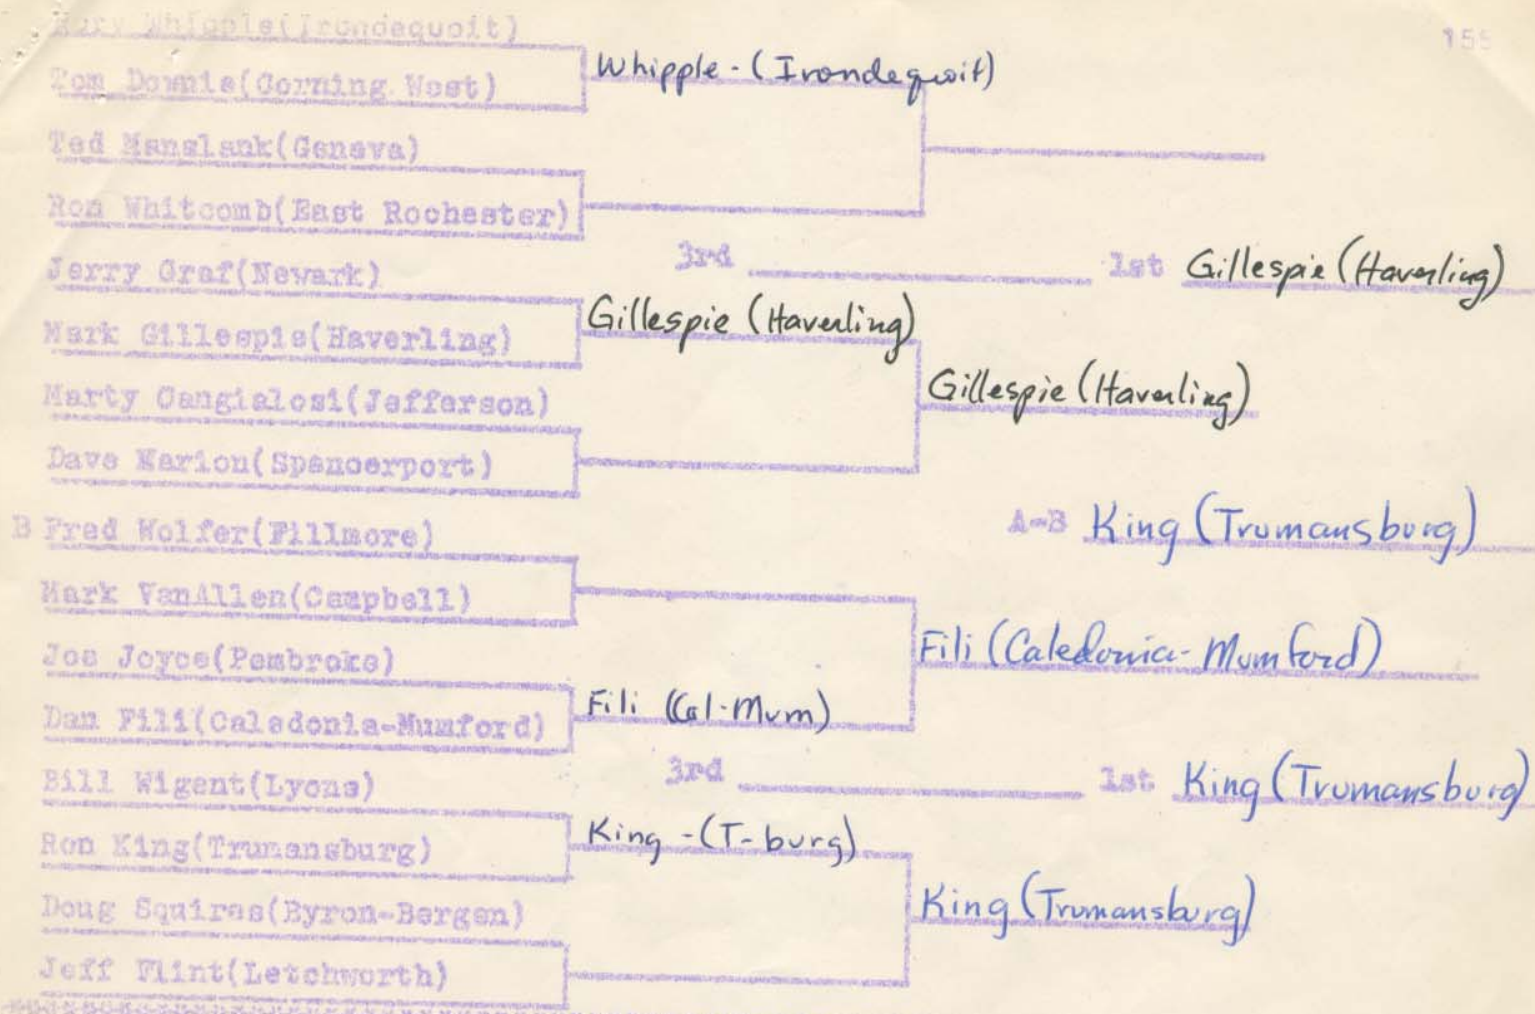 Rory Whipple(Irondequoit)
155
Whipple - (Irondequoit)
Tom Downie(Corning West)
Ted Manslank(Geneva)
Ron Whitcomb(East Rochester)
3rd
1st Gillespie (Haverling)
Jerry Graf(Newark)
Gillespie (Haverling)
Mark Gillespie(Haverling)
Gillespie (Haverling)
Marty Cangialosi(Jefferson)
Dave Marion(Spencerport)
A-B King (Trumansburg)
B Fred Wolfer(Fillmore)
Mark VanAllen(Campbell)
Fili (Caledonia-Mumford)
Joe Joyce(Pembroke)
Fili (Cal-Mum)
Dan Fili(Caledonia-Mumford)
3rd
1st King (Trumansburg)
Bill Wigent(Lyons)
King - (T-burg)
Ron King(Trumansburg)
King (Trumansburg)
Doug Squires(Byron-Bergen)
Jeff Flint(Letchworth)